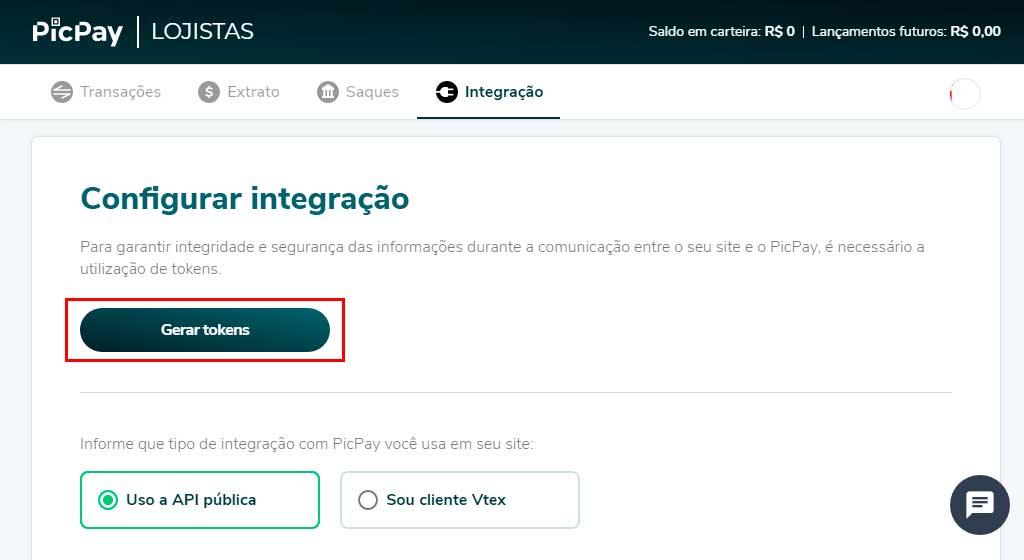 PicPay LOJISTAS
Saldo em carteira: R$ 0 | Lançamentos futuros: R$ 0,00
Transações
Extrato
Saques
Integração
Configurar integração
Para garantir integridade e segurança das informações durante a comunicação entre o seu site e o PicPay, é necessário a
utilização de tokens.
Gerar tokens
Informe que tipo de integração com PicPay você usa em seu site:
Uso a API pública
Sou cliente Vtex